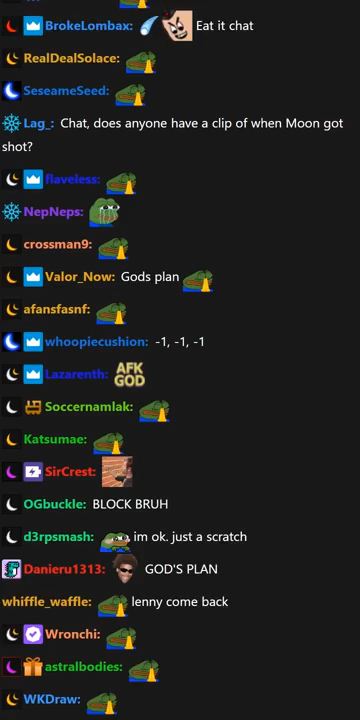 BrokeLombax: Eat it chat
RealDealSolace:
SeseameSeed:
Lag_: Chat, does anyone have a clip of when Moon got
shot?
flaveless:
NepNeps:
crossman9:
Valor_Now: Gods plan
afansfasnf:
whoopiecushion: -1, -1, -1
Lazarenth: AFK
GOD
Soccernamlak:
Katsumae:
SirCrest:
OGbuckle: BLOCK BRUH
d3rpsmash: im ok. just a scratch
Danieru1313: GOD'S PLAN
whiffle_waffle: lenny come back
Wronchi:
astralbodies:
WKDraw: